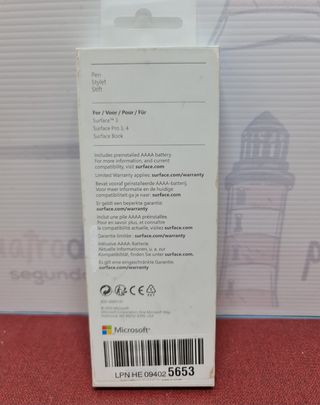 Pen
Stylet
Stift
For / Voor / Pour / Für
Surface™ 3
Surface Pro 3, 4
Surface Book
Includes preinstalled AAAA battery.
For more information, and current
compatibility, visit surface.com.
Limited Warranty applies: surface.com/warranty
Bevat vooraf geïnstalleerde AAAA-batterij.
Voor meer informatie en de huidige
compatibiliteit ga je naar: surface.com.
Er geldt een beperkte garantie.
surface.com/warranty
Inclut une pile AAAA préinstallée.
Pour en savoir plus, et connaître
la compatibilité actuelle, visitez surface.com.
Garantie limitée : surface.com/warranty
Inklusive AAAA-Batterie.
Aktuelle Informationen, u. a. zur
Kompatibilität, finden Sie unter surface.com.
Es gilt eine eingeschränkte Garantie.
surface.com/warranty
Microsoft
LPN HE 09402 5653
segund